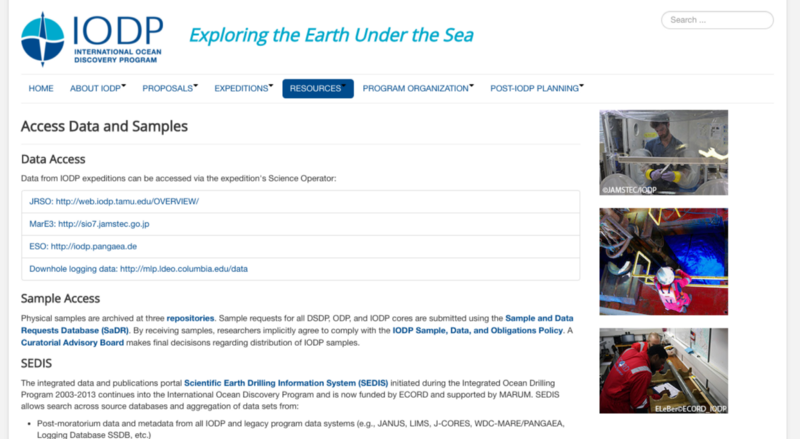 IODP
INTERNATIONAL OCEAN
DISCOVERY PROGRAM
Exploring the Earth Under the Sea
Search ...
HOME ABOUT IODP PROPOSALS EXPEDITIONS RESOURCES PROGRAM ORGANIZATION POST-IODP PLANNING
Access Data and Samples
Data Access
Data from IODP expeditions can be accessed via the expedition's Science Operator:
JRSO: http://web.iodp.tamu.edu/OVERVIEW/
MarE3: http://sio7.jamstec.go.jp
ESO: http://iodp.pangaea.de
Downhole logging data: http://mlp.ldeo.columbia.edu/data
Sample Access
Physical samples are archived at three repositories. Sample requests for all DSDP, ODP, and IODP cores are submitted using the Sample and Data
Requests Database (SaDR). By receiving samples, researchers implicitly agree to comply with the IODP Sample, Data, and Obligations Policy. A
Curatorial Advisory Board makes final decisions regarding distribution of IODP samples.
SEDIS
The integrated data and publications portal Scientific Earth Drilling Information System (SEDIS) initiated during the Integrated Ocean Drilling
Program 2003-2013 continues into the International Ocean Discovery Program and is now funded by ECORD and supported by MARUM. SEDIS
allows search across source databases and aggregation of data sets from:
• Post-moratorium data and metadata from all IODP and legacy program data systems (e.g., JANUS, LIMS, J-CORES, WDC-MARE/PANGAEA,
Logging Database SSDB, etc.)
©JAMSTEC/IODP
ELeBer©ECORD_IODP